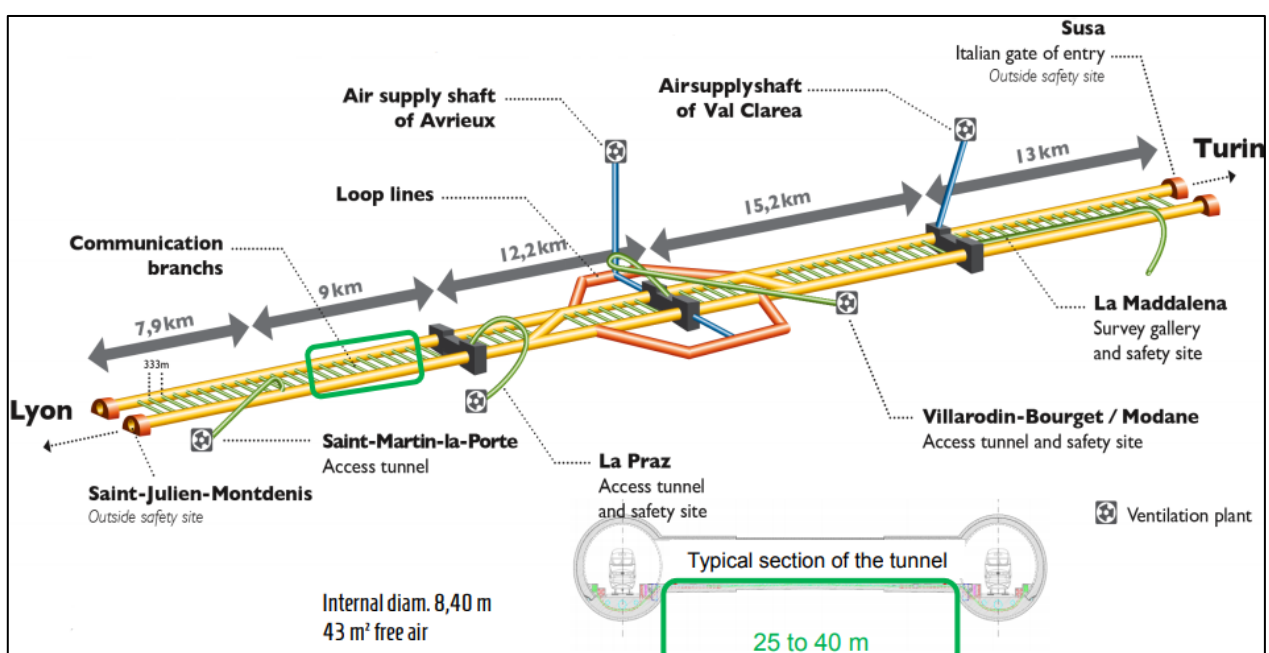 Susa
Italian gate of entry
Outside safety site
Air supply shaft
of Avrieux
Airsupplyshaft
of Val Clarea
13 km
Turin
Loop lines
15,2 km
Communication
branchs
12,2 km
9 km
7,9 km
333m
Lyon
La Maddalena
Survey gallery
and safety site
Villarodin-Bourget / Modane
Access tunnel and safety site
Saint-Martin-la-Porte
Access tunnel
La Praz
Access tunnel
and safety site
Saint-Julien-Montdenis
Outside safety site
Ventilation plant
Typical section of the tunnel
Internal diam. 8,40 m
43 m² free air
25 to 40 m